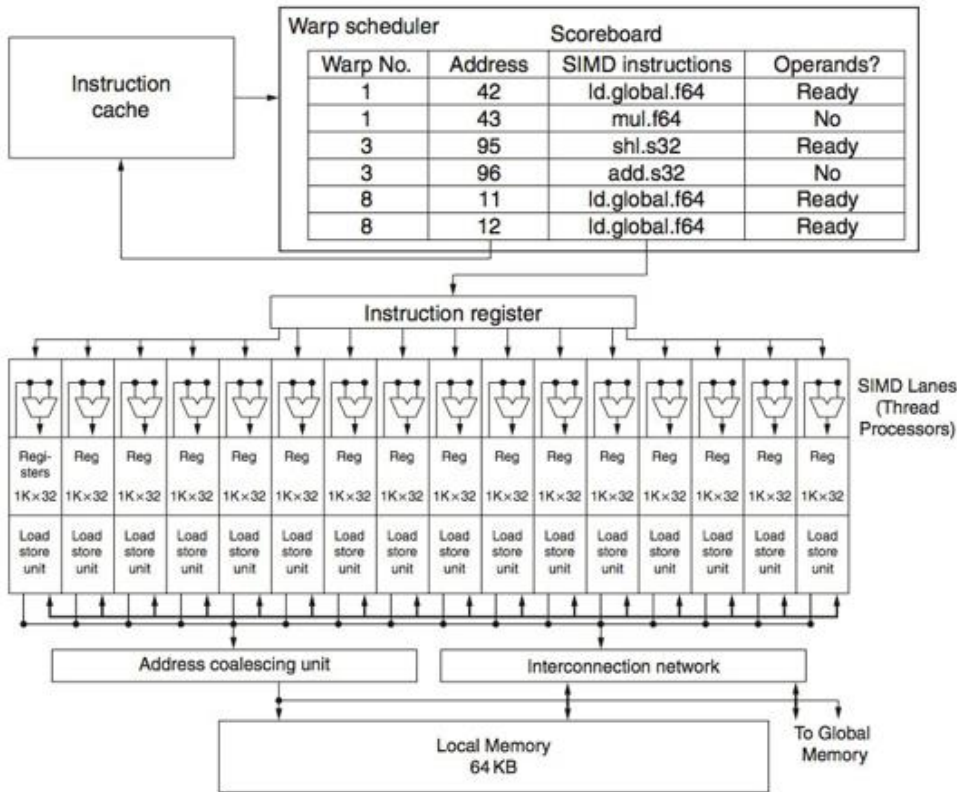 Warp scheduler
Scoreboard
Warp No. Address SIMD instructions Operands?
1 42 ld.global.f64 Ready
1 43 mul.f64 No
3 95 shl.s32 Ready
3 96 add.s32 No
8 11 ld.global.f64 Ready
8 12 ld.global.f64 Ready
Instruction
cache
Instruction register
SIMD Lanes
(Thread
Processors)
Regi- Reg Reg Reg Reg Reg Reg Reg Reg Reg Reg Reg Reg Reg Reg Reg
sters
1K×32 1K×32 1K×32 1K×32 1K×32 1K×32 1K×32 1K×32 1K×32 1K×32 1K×32 1K×32 1K×32 1K×32 1K×32 1K×32
Load Load Load Load Load Load Load Load Load Load Load Load Load Load Load Load
store store store store store store store store store store store store store store store store
unit unit unit unit unit unit unit unit unit unit unit unit unit unit unit unit
Address coalescing unit
Interconnection network
Local Memory
64 KB
To Global
Memory